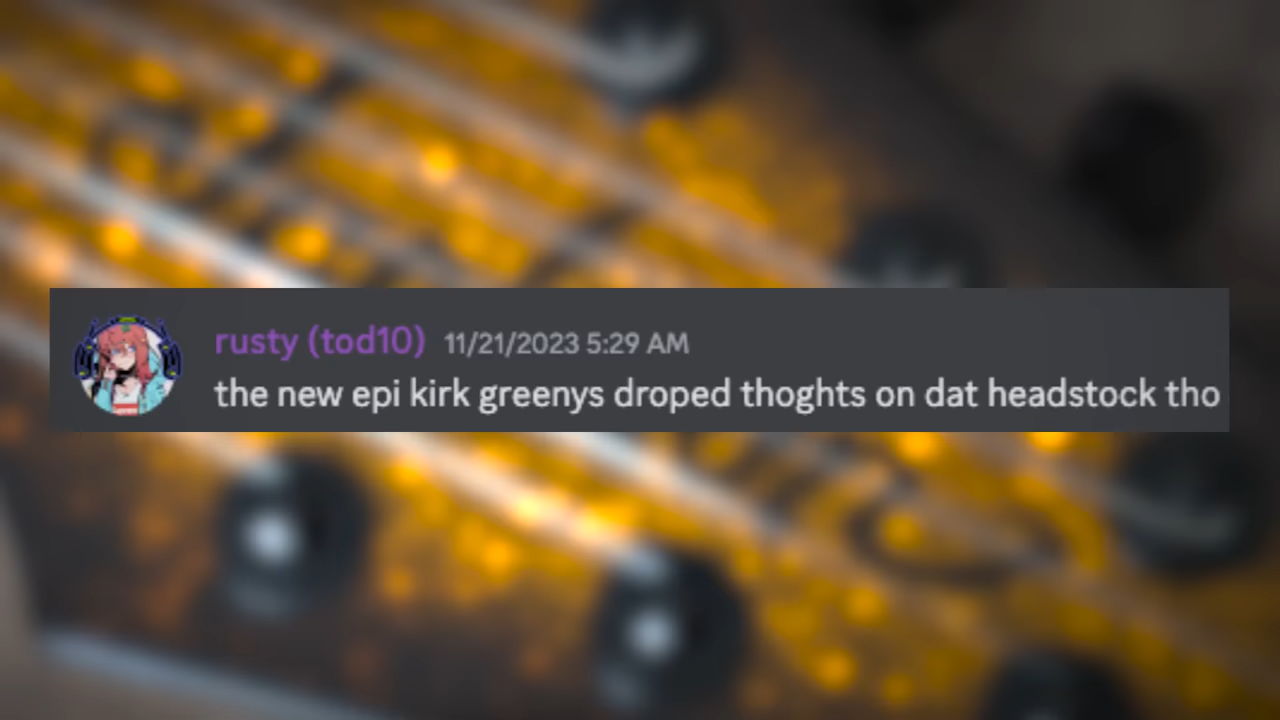 rusty (tod10) 11/21/2023 5:29 AM
the new epi kirk greenys droped thoghts on dat headstock tho